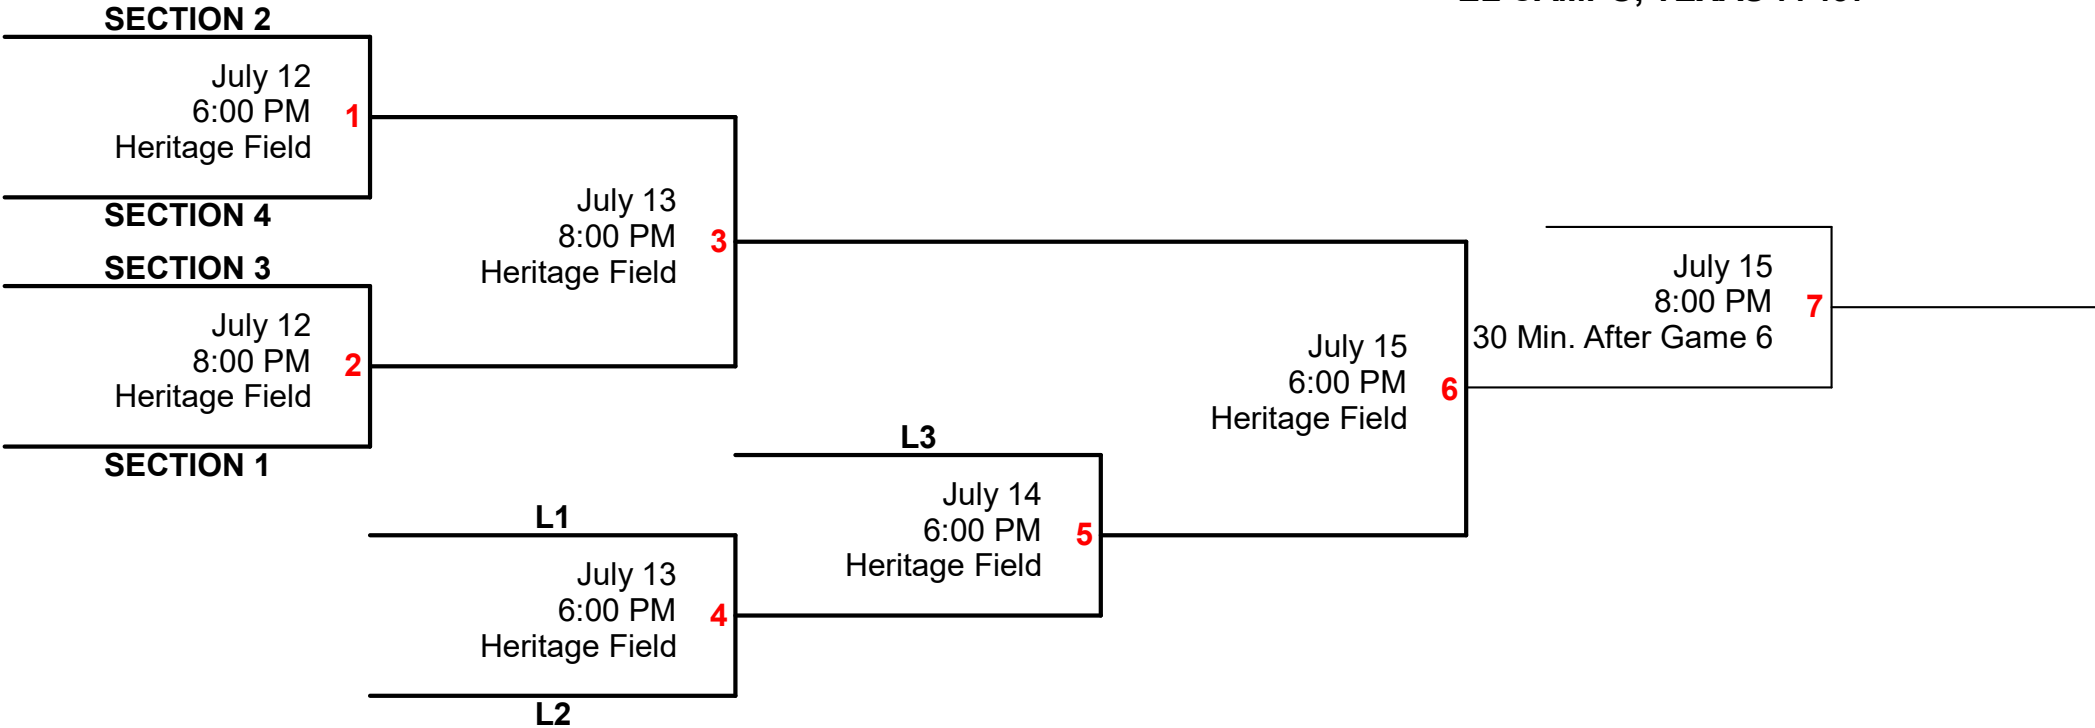 SECTION 2
July 12
6:00 PM
1
Heritage Field
SECTION 4
SECTION 3
July 12
8:00 PM
2
Heritage Field
SECTION 1
July 13
8:00 PM
3
Heritage Field
L1
July 13
6:00 PM
4
Heritage Field
L2
L3
July 14
6:00 PM
5
Heritage Field
July 15
6:00 PM
6
Heritage Field
July 15
8:00 PM
7
30 Min. After Game 6